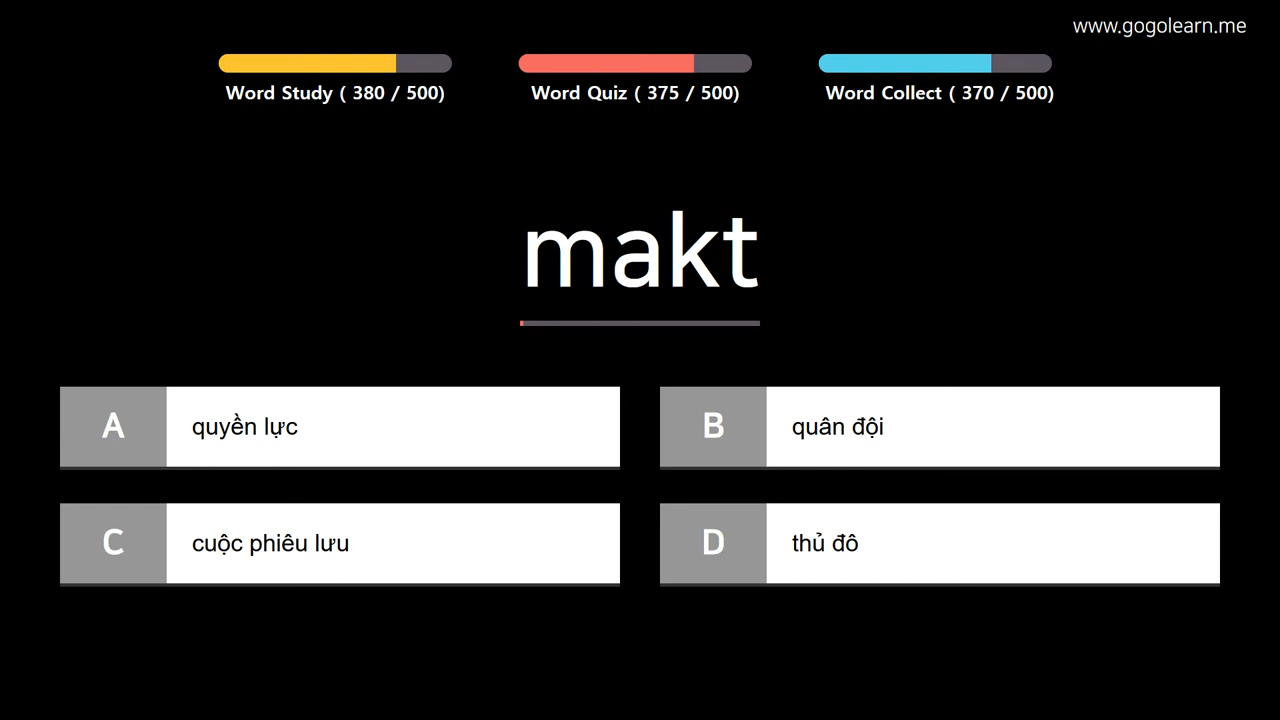 www.gogolearn.me
Word Study ( 380 / 500)
Word Quiz ( 375 / 500)
Word Collect ( 370 / 500)
makt
A quyền lực
B quân đội
C cuộc phiêu lưu
D thủ đô